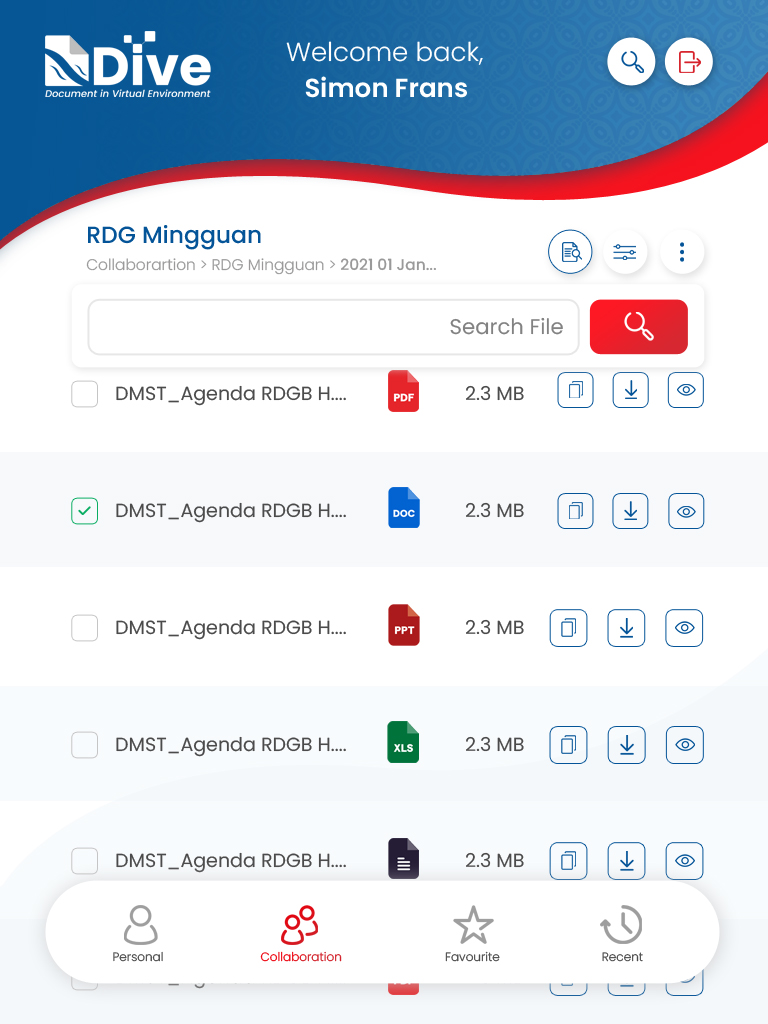 Dive
Document in Virtual Environment
Welcome back,
Simon Frans
RDG Mingguan
Collaborartion > RDG Mingguan > 2021 01 Jan...
Search File
DMST_Agenda RDGB H.... PDF 2.3 MB
DMST_Agenda RDGB H.... DOC 2.3 MB
DMST_Agenda RDGB H.... PPT 2.3 MB
DMST_Agenda RDGB H.... XLS 2.3 MB
DMST_Agenda RDGB H.... 2.3 MB
Personal Collaboration Favourite Recent